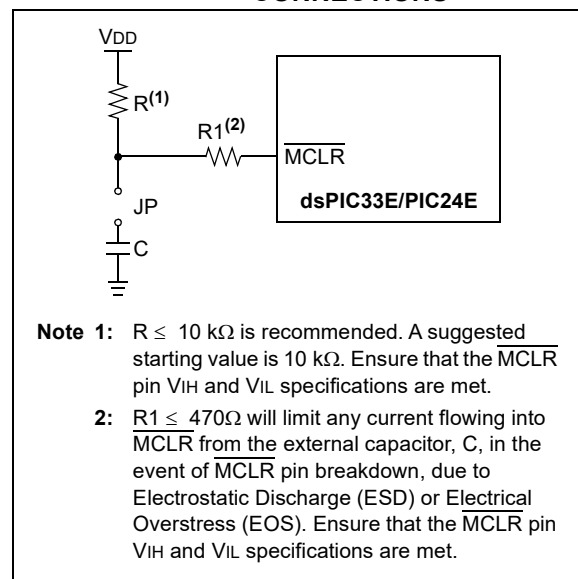 VDD
R(1)
R1(2)
MCLR
JP
dsPIC33E/PIC24E
C
Note 1: R ≤ 10 kΩ is recommended. A suggested
starting value is 10 kΩ. Ensure that the MCLR
pin VIH and VIL specifications are met.
2: R1 ≤ 470Ω will limit any current flowing into
MCLR from the external capacitor, C, in the
event of MCLR pin breakdown, due to
Electrostatic Discharge (ESD) or Electrical
Overstress (EOS). Ensure that the MCLR pin
VIH and VIL specifications are met.